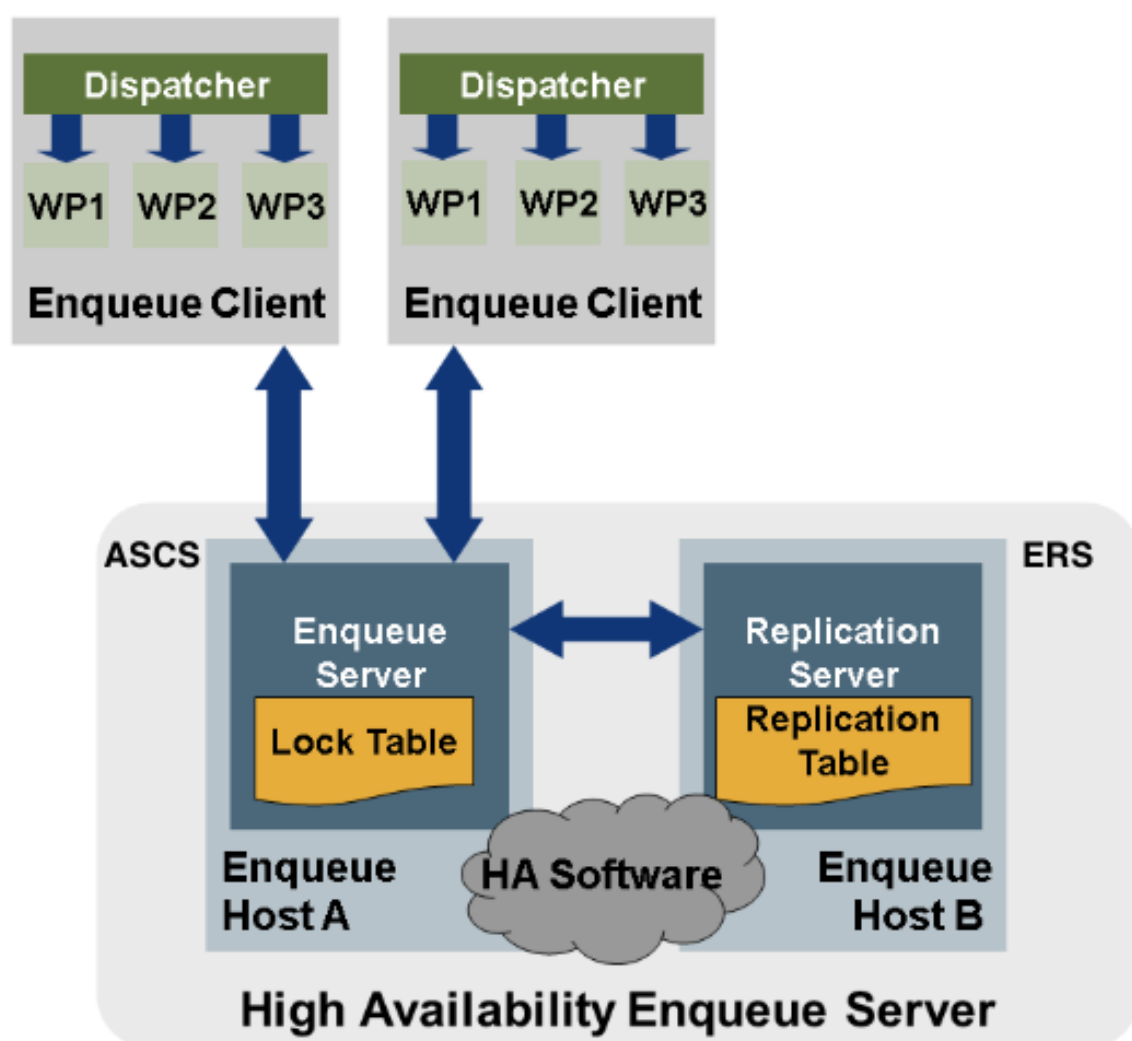 Dispatcher
WP1 WP2 WP3
Enqueue Client
Dispatcher
WP1 WP2 WP3
Enqueue Client
ASCS
Enqueue
Server
Lock Table
Enqueue
Host A
HA Software
ERS
Replication
Server
Replication
Table
Enqueue
Host B
High Availability Enqueue Server